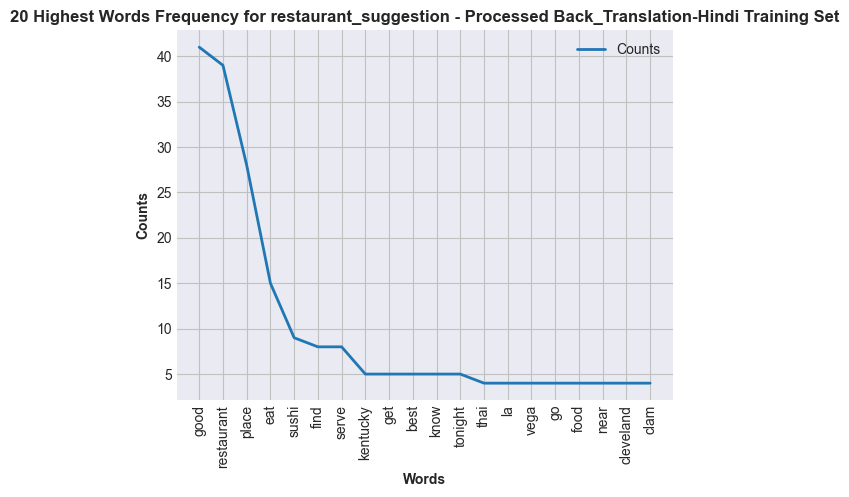 20 Highest Words Frequency for restaurant_suggestion - Processed Back_Translation-Hindi Training Set
Counts
40
35
30
25
20
15
10
5
Counts
good
restaurant
place
eat
sushi
find
serve
kentucky
get
best
know
tonight
thai
la
vega
go
food
near
cleveland
clam
Words